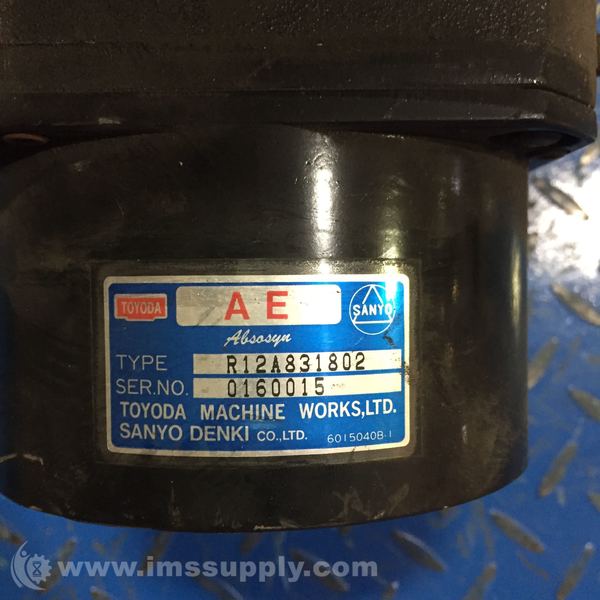 TOYODA
A E
SANYO
Absosyn
TYPE R12A831802
SER.NO. 0160015
TOYODA MACHINE WORKS,LTD.
SANYO DENKI CO.,LTD. 6015040B-1
www.imssupply.com